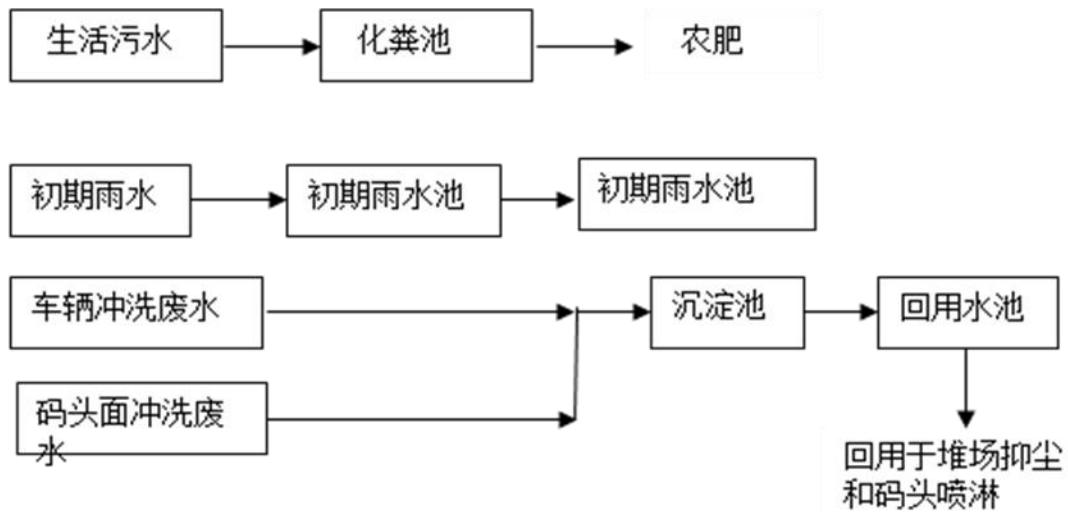 生活污水
化粪池
农肥
初期雨水
初期雨水池
初期雨水池
车辆冲洗废水
沉淀池
回用水池
码头面冲洗废
水
回用于堆场抑尘
和码头喷淋